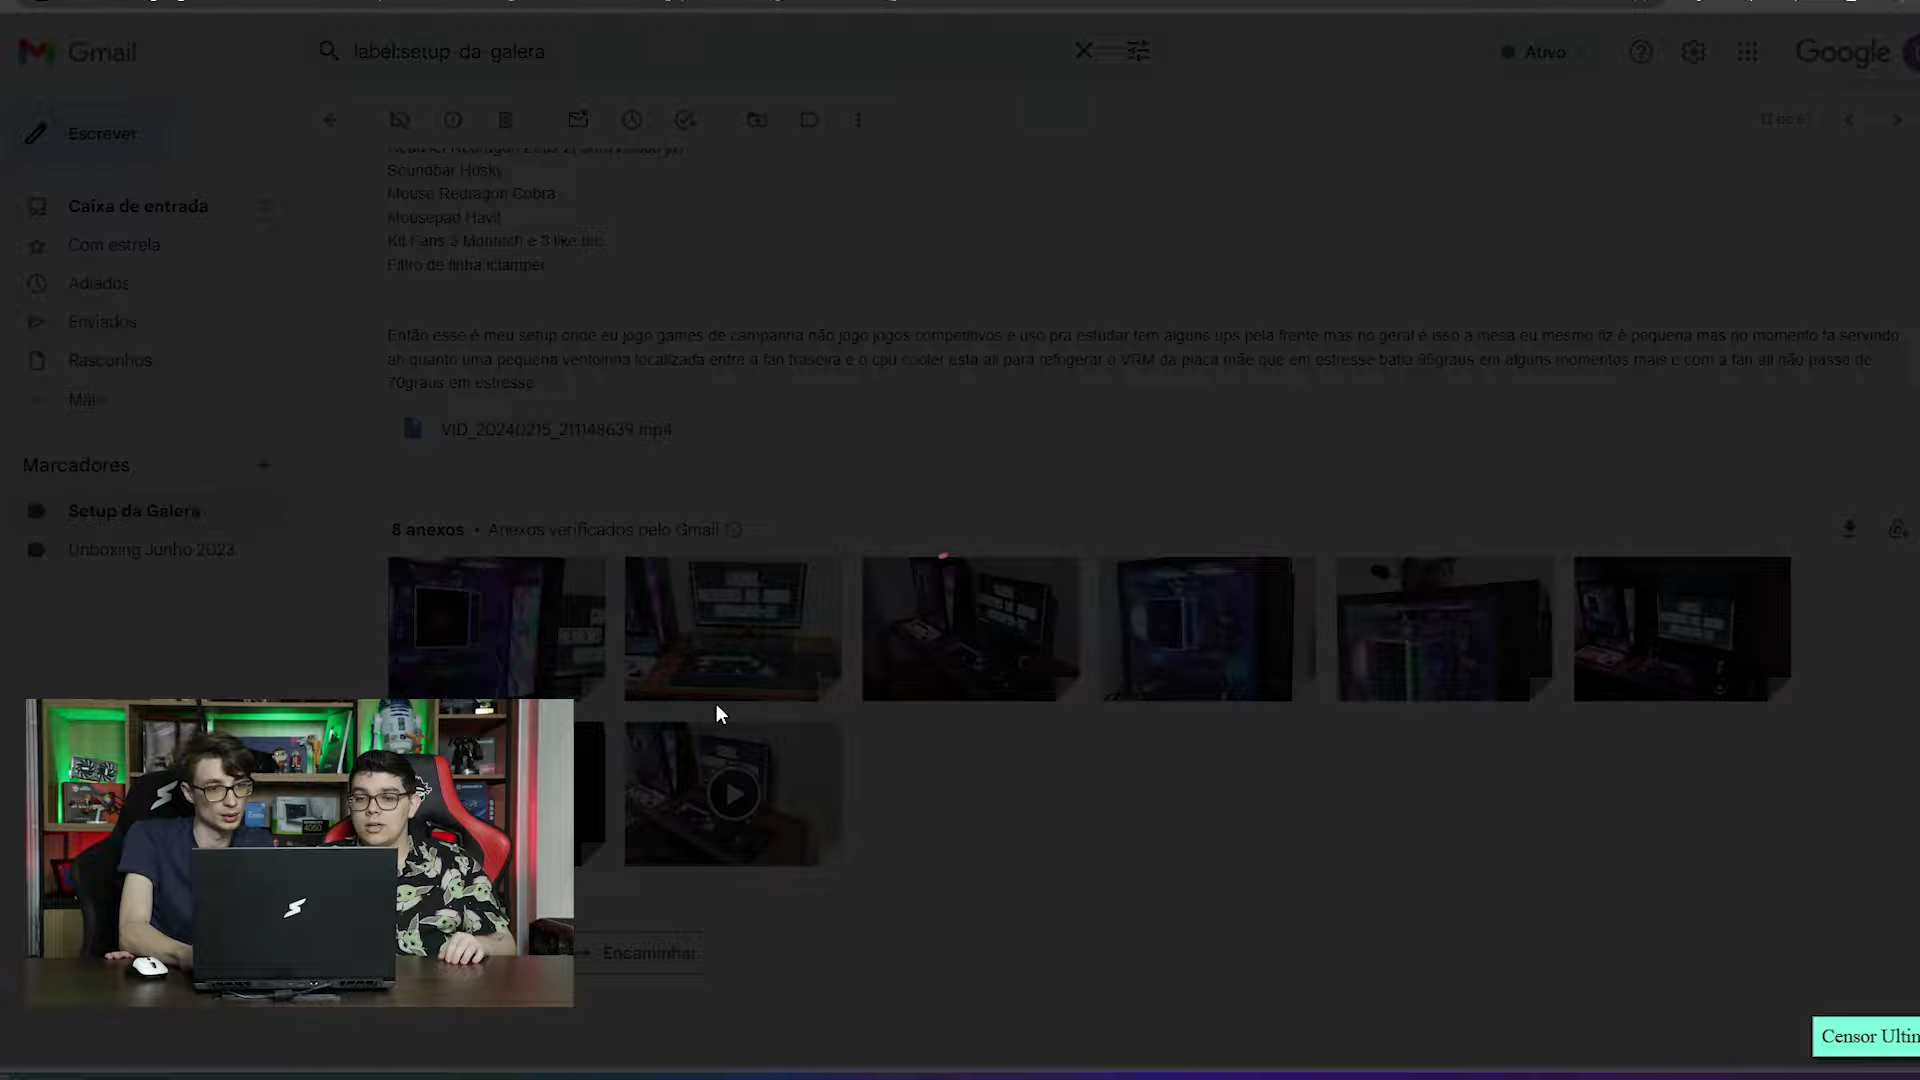 Gmail
label:setup-da-galera
Ativo
Google
Escrever
Caixa de entrada
Com estrela
Adiados
Enviados
Rascunhos
Mais
Marcadores
Setup da Galera
Unboxing Junho 2023
Soundbar Husky
Mouse Redragon Cobra
Mousepad Havit
Kit Fans 3
e 3 like tec
Filtro de linha iclamper
Então esse é meu setup onde eu jogo games de campanha não jogo jogos competitivos e uso pra estudar tem alguns ups pela frente mas no geral é isso a mesa eu mesmo fiz é pequena mas no momento ta servindo
ah quanto uma pequena ventoinha localizada entre a fan traseira e o cpu cooler esta ali para refrigerar o VRM da placa mãe que em estresse batia 95graus em alguns momentos mais e com a fan ali não passa de
70graus em estresse
VID_20240215_211148639.mp4
8 anexos • Anexos verificados pelo Gmail
Encaminhar
Censor